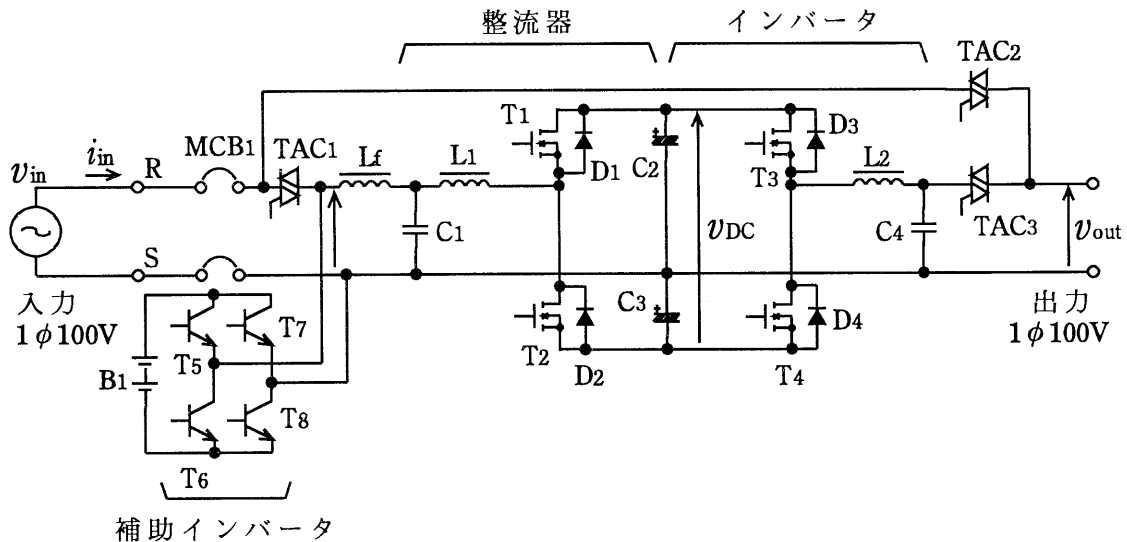 整流器
インバータ
TAC2
T1
D3
MCB1
TAC1
Lf
L1
iin
vin
R
D1
C2
T3
L2
C1
vDC
C4
TAC3
vout
S
入力
1φ100V
T7
C3
出力
1φ100V
T5
T2
D2
T4
D4
B1
T8
T6
補助インバータ